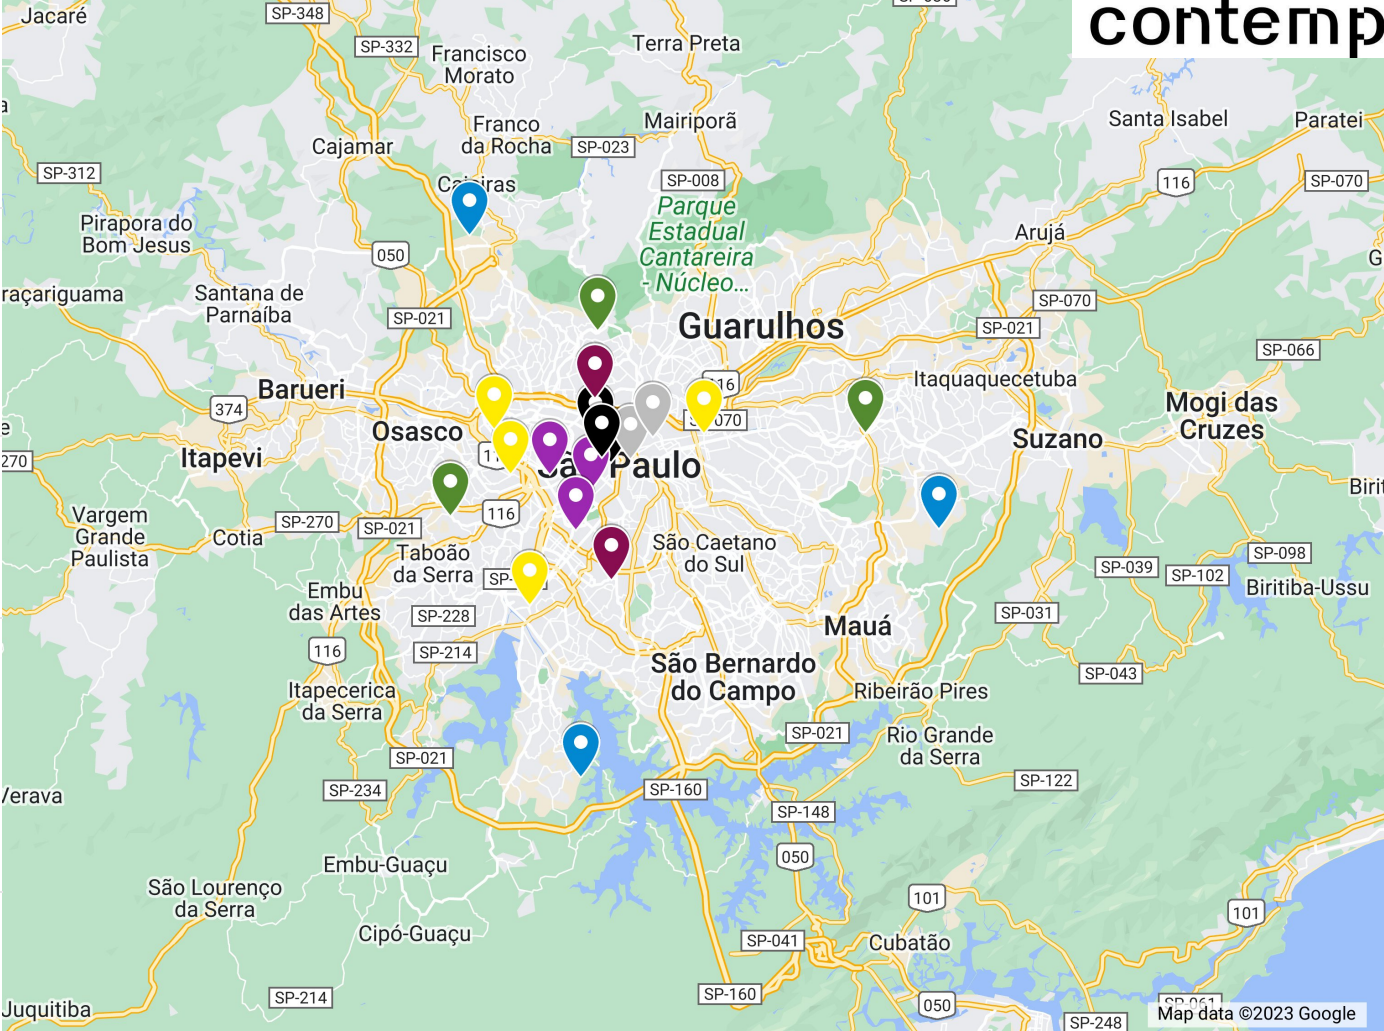 Jacaré
SP-348
contemp
SP-332
Francisco
Morato
Terra Preta
Santa Isabel
Paratei
Mairiporã
Franco
da Rocha
SP-023
Cajamar
SP-312
SP-008
116
SP-070
Parque
Estadual
Cantareira
- Núcleo...
Pirapora do
Bom Jesus
Arujá
050
raçariguama
Santana de
Parnaíba
SP-070
SP-021
Guarulhos
SP-021
SP-066
Itaquaquecetuba
Barueri
374
Mogi das
Cruzes
Osasco
Suzano
Itapevi
270
Paulo
116
Vargem
Grande
Paulista
SP-270
SP-021
Cotia
Taboão
da Serra
São Caetano
do Sul
SP-098
SP-039
SP-102
Biritiba-Ussu
Embu
das Artes
SP-228
SP-031
Mauá
116
SP-214
São Bernardo
do Campo
SP-043
Itapecerica
da Serra
Ribeirão Pires
SP-021
Rio Grande
da Serra
SP-021
SP-234
SP-160
SP-122
Verava
SP-148
Embu-Guaçu
050
São Lourenço
da Serra
101
101
Cipó-Guaçu
SP-041
Cubatão
SP-214
SP-160
050
SP-061
Juquitiba
SP-248
Map data ©2023 Google